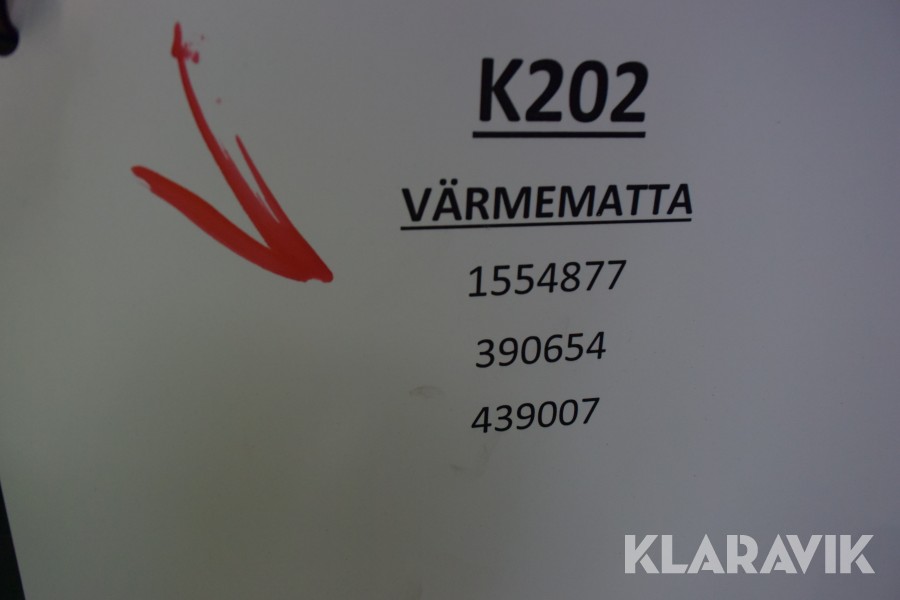 K202
VÄRMEMATTA
1554877
390654
439007
KLARAVIK